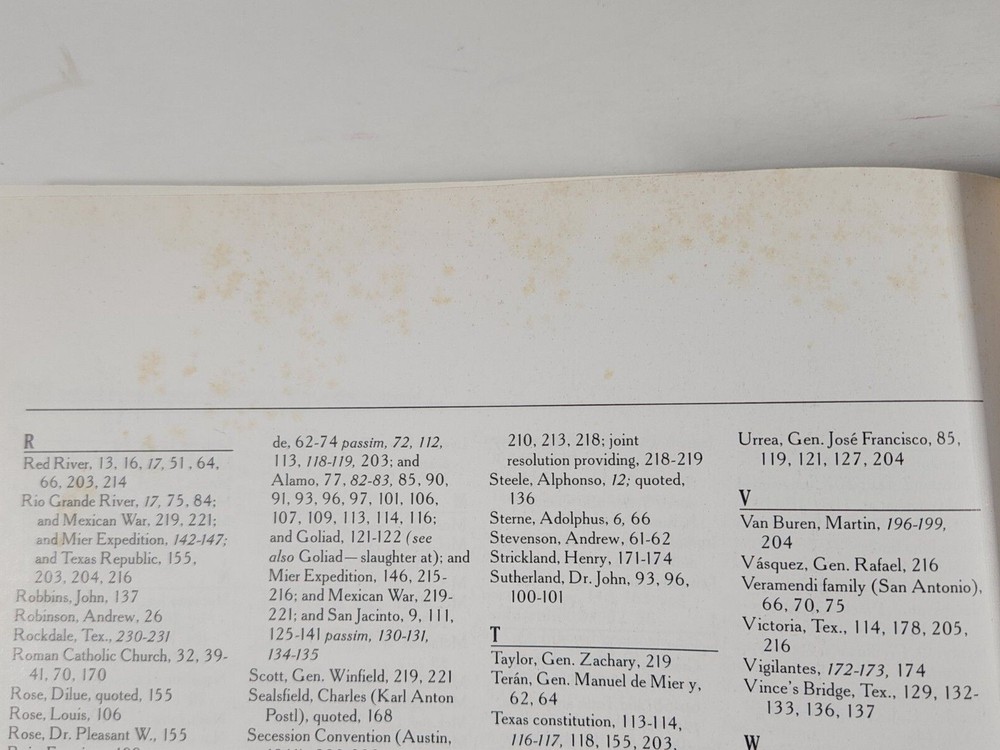 R
Red River, 13, 16, 17, 51, 64,
66, 203, 214
Rio Grande River, 17, 75, 84;
and Mexican War, 219, 221;
and Mier Expedition, 142-147;
and Texas Republic, 155,
203, 204, 216
Robbins, John, 137
Robinson, Andrew, 26
Rockdale, Tex., 230-231
Roman Catholic Church, 32, 39-
41, 70, 170
Rose, Dilue, quoted, 155
Rose, Louis, 106
Rose, Dr. Pleasant W., 155
de, 62-74 passim, 72, 112,
113, 118-119, 203; and
Alamo, 77, 82-83, 85, 90,
91, 93, 96, 97, 101, 106,
107, 109, 113, 114, 116;
and Goliad, 121-122 (see
also Goliad—slaughter at); and
Mier Expedition, 146, 215-
216; and Mexican War, 219-
221; and San Jacinto, 9, 111,
125-141 passim, 130-131,
134-135
Scott, Gen. Winfield, 219, 221
Sealsfield, Charles (Karl Anton
Postl), quoted, 168
Secession Convention (Austin,
210, 213, 218; joint
resolution providing, 218-219
Steele, Alphonso, 12; quoted,
136
Sterne, Adolphus, 6, 66
Stevenson, Andrew, 61-62
Strickland, Henry, 171-174
Sutherland, Dr. John, 93, 96,
100-101
T
Taylor, Gen. Zachary, 219
Terán, Gen. Manuel de Mier y,
62, 64
Texas constitution, 113-114,
116-117, 118, 155, 203,
Urrea, Gen. José Francisco, 85,
119, 121, 127, 204
V
Van Buren, Martin, 196-199,
204
Vásquez, Gen. Rafael, 216
Veramendi family (San Antonio),
66, 70, 75
Victoria, Tex., 114, 178, 205,
216
Vigilantes, 172-173, 174
Vince's Bridge, Tex., 129, 132-
133, 136, 137
W